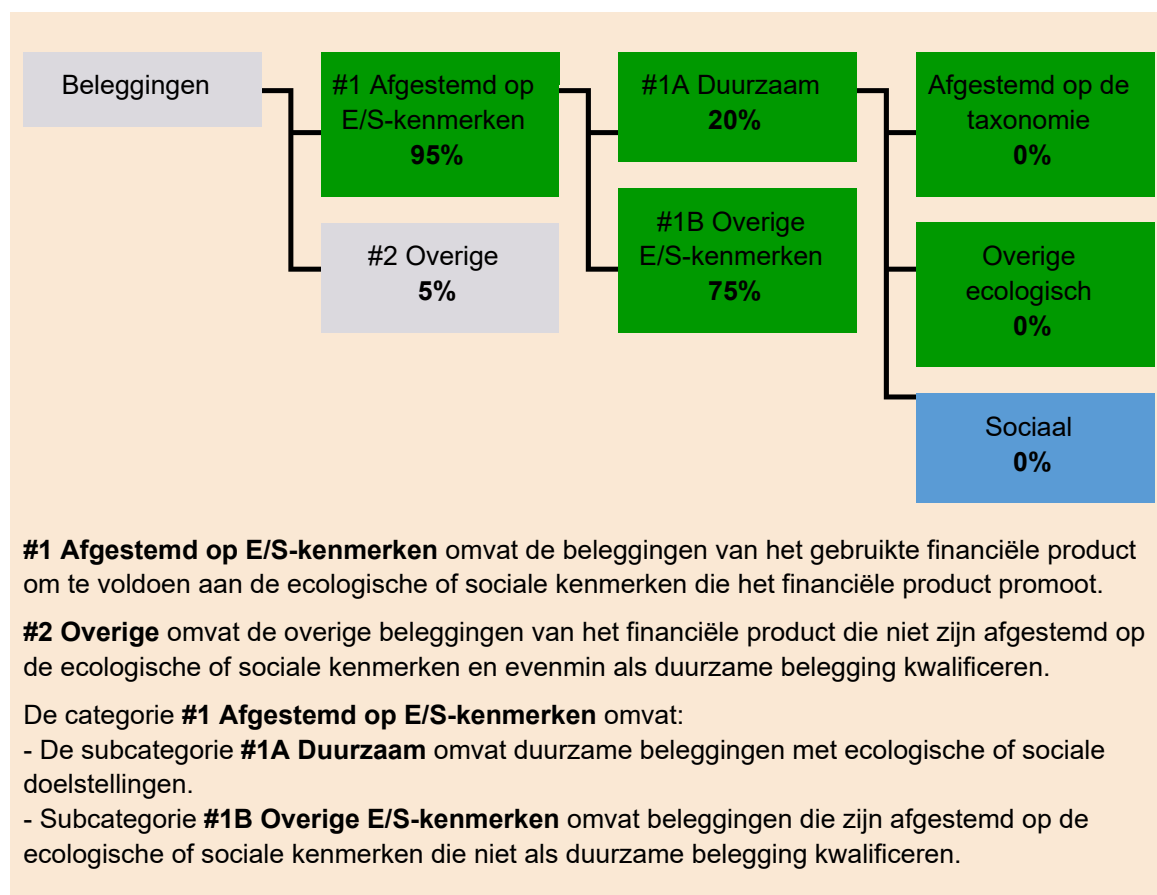 Beleggingen
#1 Afgestemd op
E/S-kenmerken
95%
#2 Overige
5%
#1A Duurzaam
20%
#1B Overige
E/S-kenmerken
75%
Afgestemd op de
taxonomie
0%
Overige
ecologisch
0%
Sociaal
0%
#1 Afgestemd op E/S-kenmerken omvat de beleggingen van het gebruikte financiële product
om te voldoen aan de ecologische of sociale kenmerken die het financiële product promoot.
#2 Overige omvat de overige beleggingen van het financiële product die niet zijn afgestemd op
de ecologische of sociale kenmerken en evenmin als duurzame belegging kwalificeren.
De categorie #1 Afgestemd op E/S-kenmerken omvat:
- De subcategorie #1A Duurzaam omvat duurzame beleggingen met ecologische of sociale
doelstellingen.
- Subcategorie #1B Overige E/S-kenmerken omvat beleggingen die zijn afgestemd op de
ecologische of sociale kenmerken die niet als duurzame belegging kwalificeren.